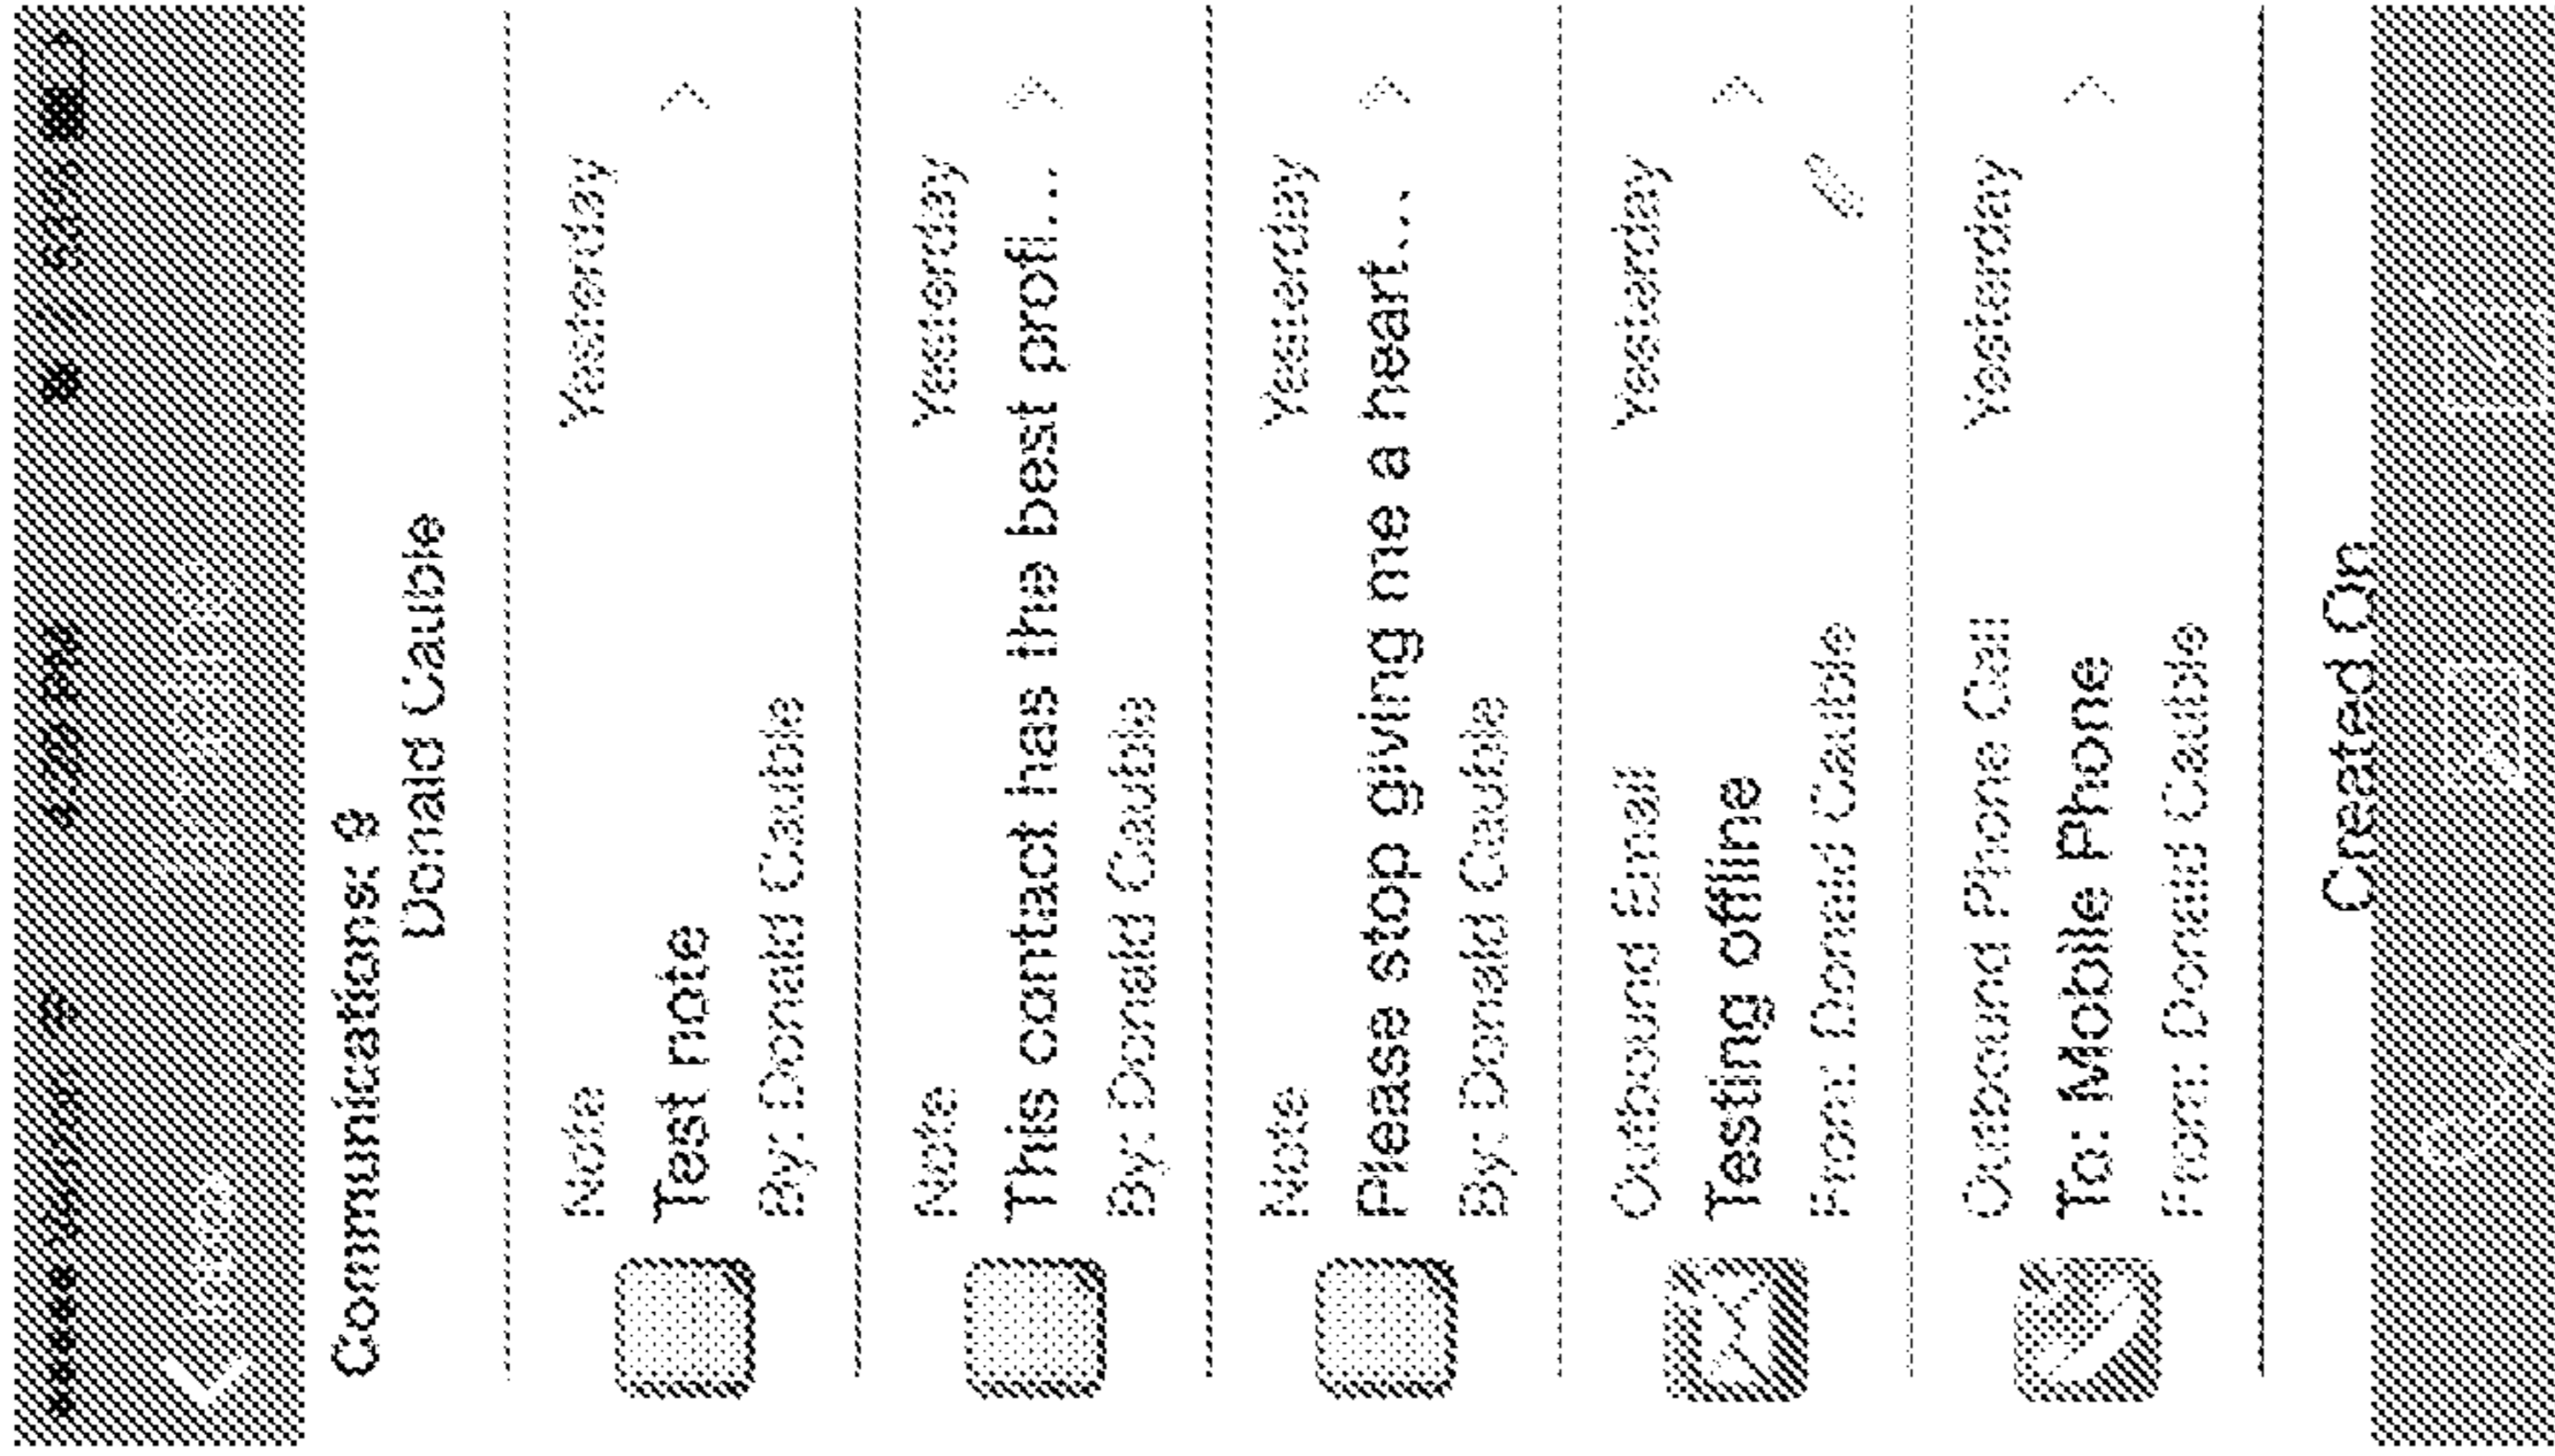 Communications: 9
Donald Cauble
Note
Yesterday
Test note
By: Donald Cauble
Note
Yesterday
This contact has the best profi...
By: Donald Cauble
Note
Yesterday
Please stop giving me a heart...
By: Donald Cauble
Outbound Email
Yesterday
Testing offline
From: Donald Cauble
Outbound Phone Call
Yesterday
To: Mobile Phone
From: Donald Cauble
Created On